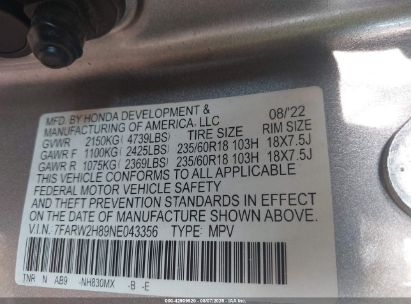 MFD. BY HONDA DEVELOPMENT & 08/'22
MANUFACTURING OF AMERICA, LLC
GVWR 2150KG ( 4739LBS) TIRE SIZE RIM SIZE
GAWR F 1100KG ( 2425LBS) 235/60R18 103H 18X7.5J
GAWR R 1075KG ( 2369LBS) 235/60R18 103H 18X7.5J
THIS VEHICLE CONFORMS TO ALL APPLICABLE
FEDERAL MOTOR VEHICLE SAFETY
AND THEFT PREVENTION STANDARDS IN EFFECT ON
THE DATE OF MANUFACTURE SHOWN ABOVE.
V.I.N.: 7FARW2H89NE043356 TYPE: MPV
TNR N AB9 -NH830MX -B -E